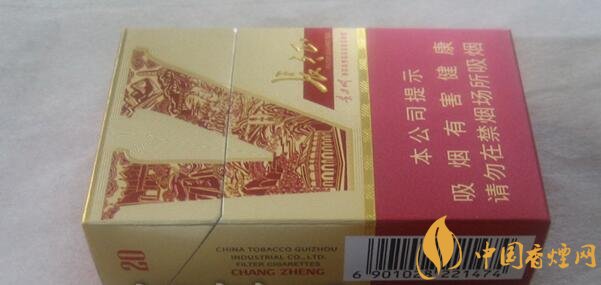 长征
本公司提示
吸烟有害健康
请勿在禁烟场所吸烟
20
CHINA TOBACCO GUIZHOU
INDUSTRIAL CO.,LTD.
FILTER CIGARETTES
CHANG ZHENG
中国香烟网